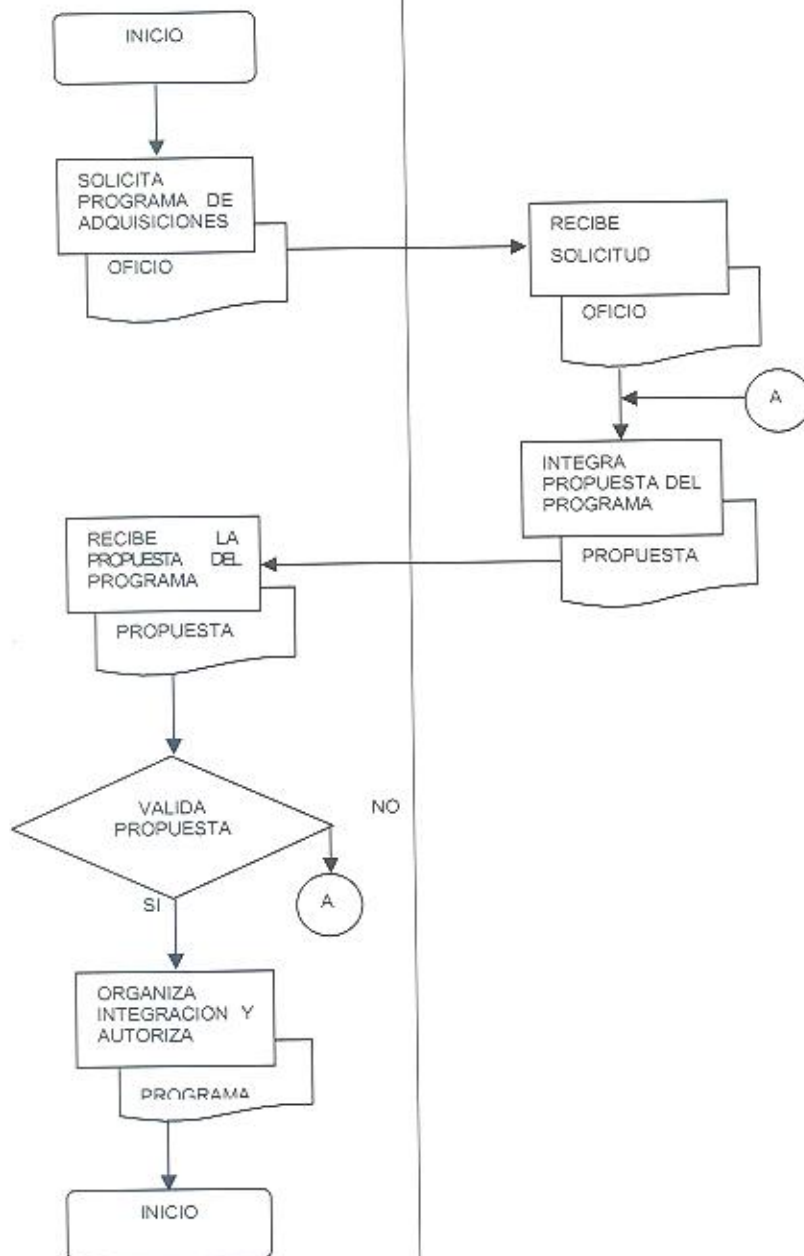 INICIO
SOLICITA
PROGRAMA DE
ADQUISICIONES
OFICIO
RECIBE
SOLICITUD
OFICIO
A
INTEGRA
PROPUESTA DEL
PROGRAMA
PROPUESTA
RECIBE LA
PROPUESTA DEL
PROGRAMA
PROPUESTA
VALIDA
PROPUESTA
NO
A
SI
ORGANIZA
INTEGRACION Y
AUTORIZA
PROGRAMA
INICIO